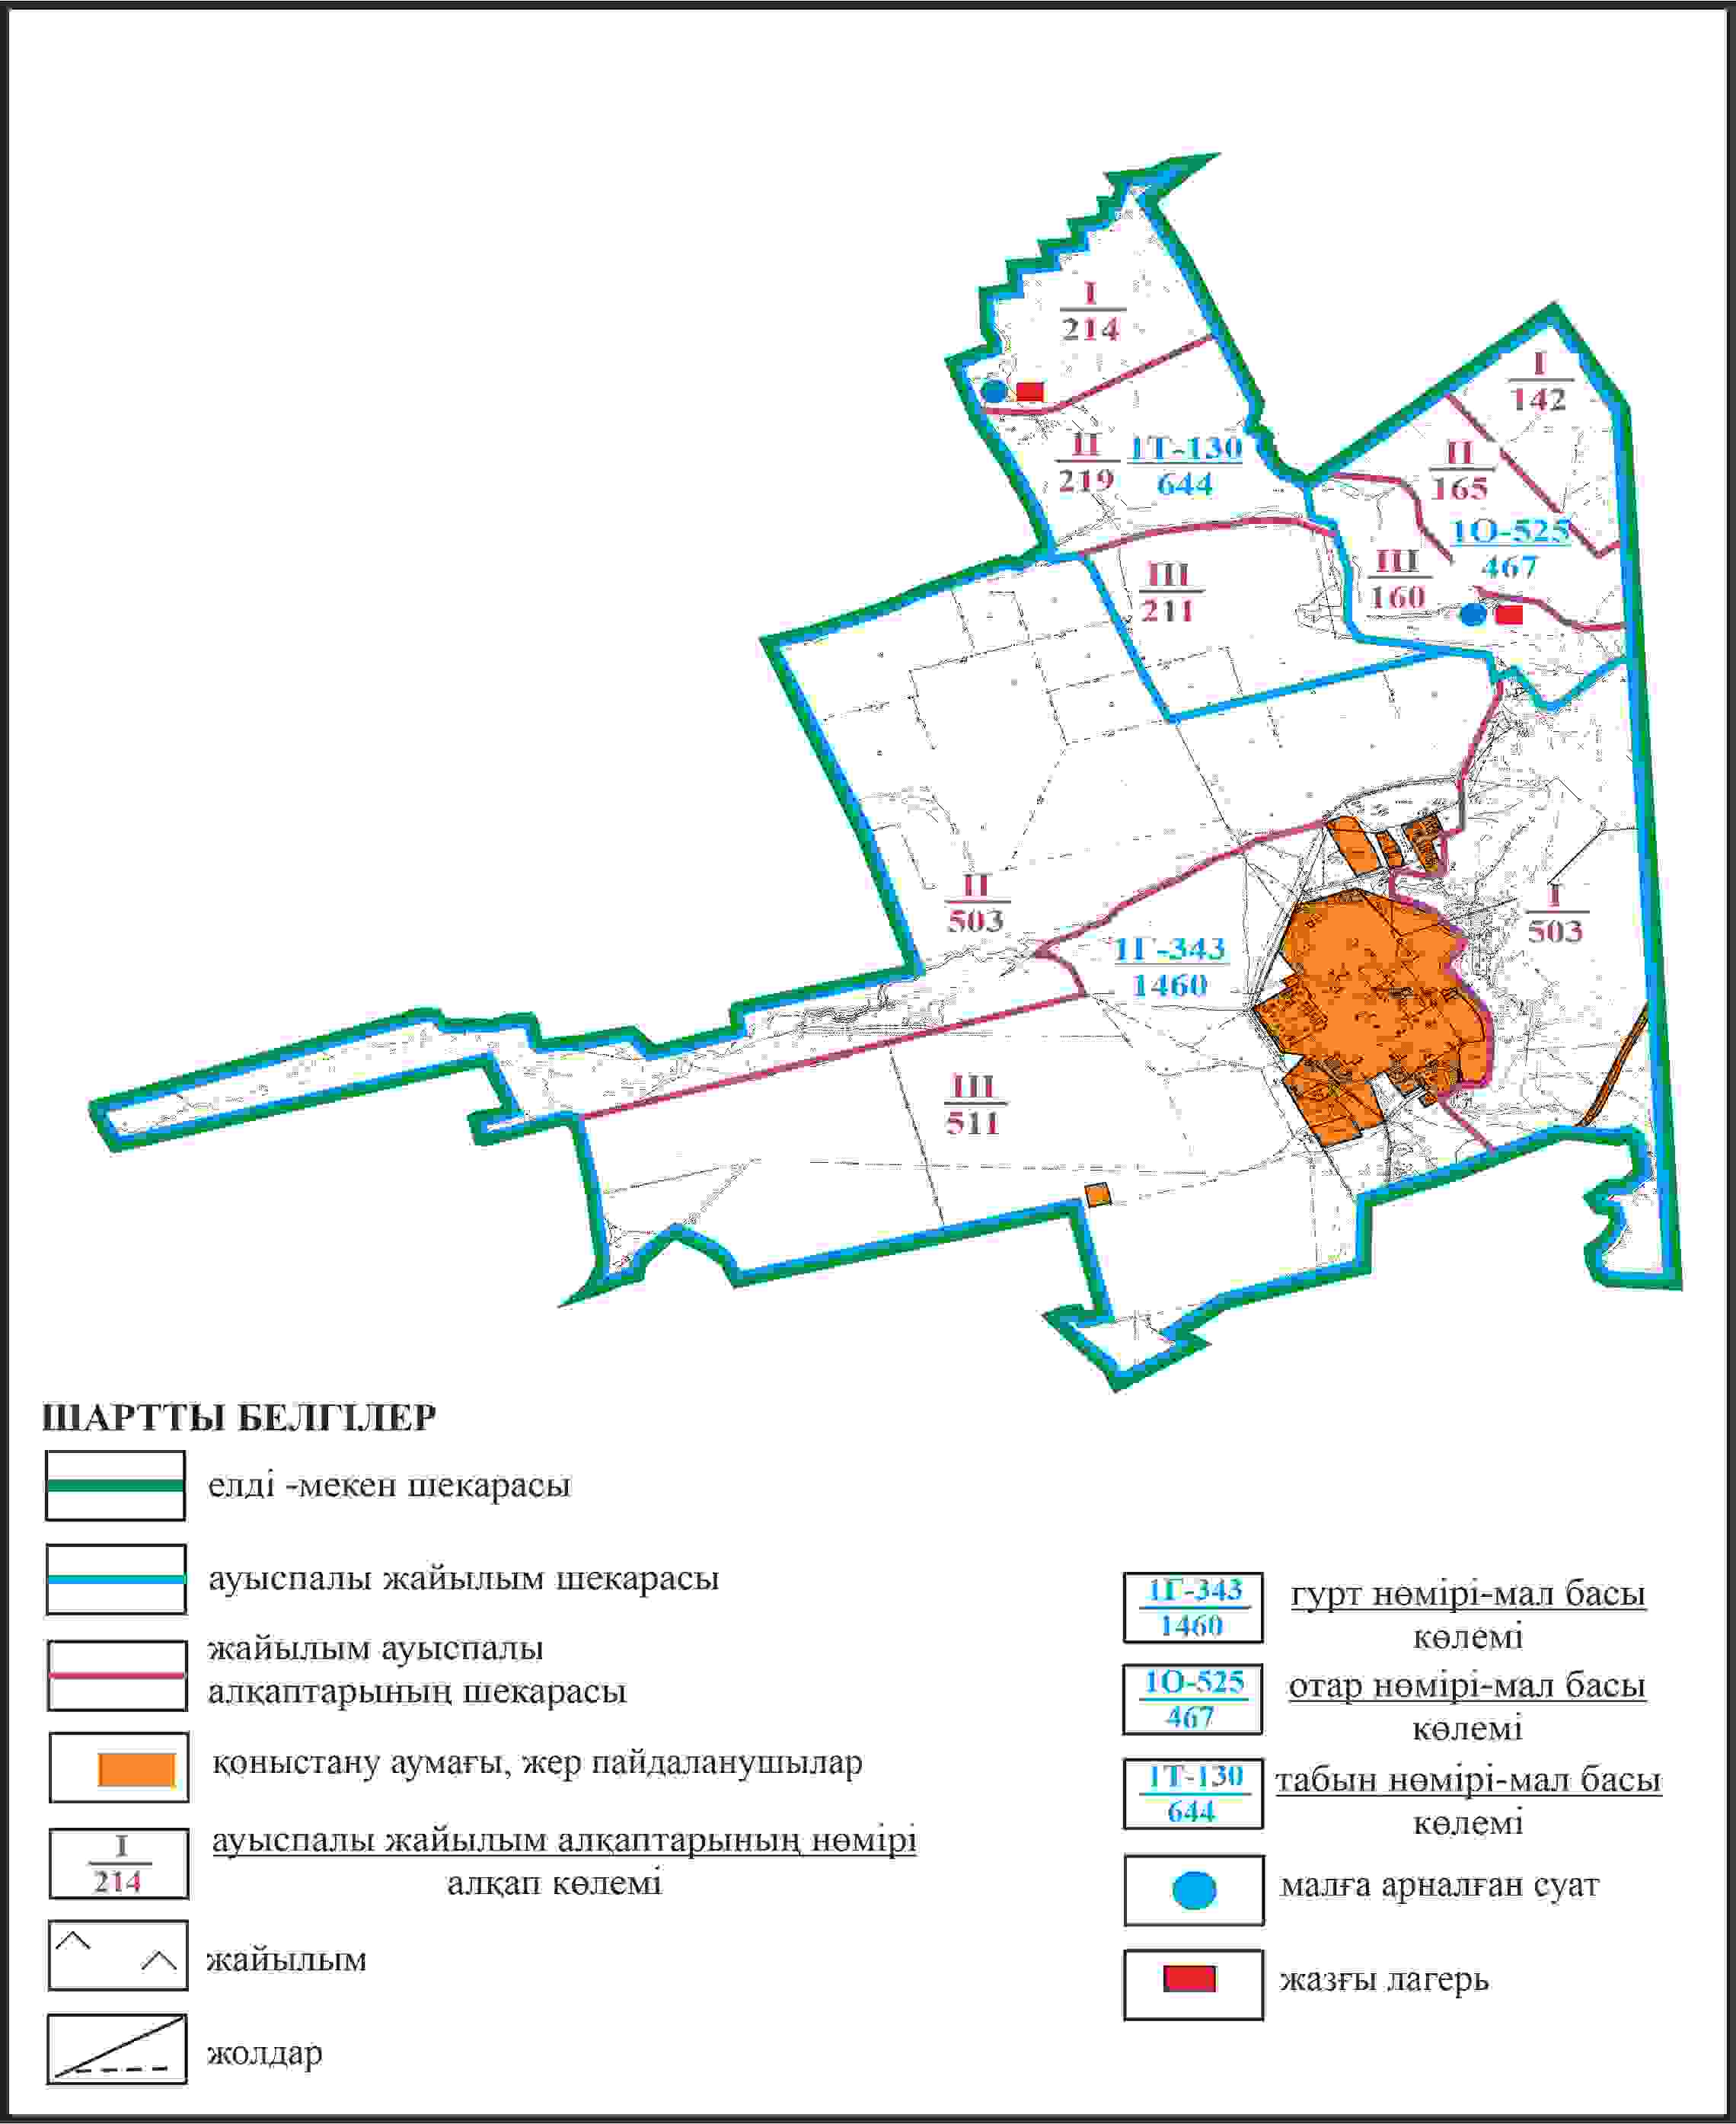 I
214
I
142
II
219
1Т-130
644
II
165
1О-525
467
III
211
III
160
II
503
1Г-343
1460
I
503
III
511
ШАРТТЫ БЕЛГІЛЕР
елді -мекен шекарасы
ауыспалы жайылым шекарасы
жайылым ауыспалы
алқаптарының шекарасы
қоныстану аумағы, жер пайдаланушылар
I
214
ауыспалы жайылым алқаптарының нөмірі
алқап көлемі
жайылым
жолдар
1Г-343
1460
гурт нөмірі-мал басы
көлемі
1О-525
467
отар нөмірі-мал басы
көлемі
1Т-130
644
табын нөмірі-мал басы
көлемі
малға арналған суат
жазғы лагерь